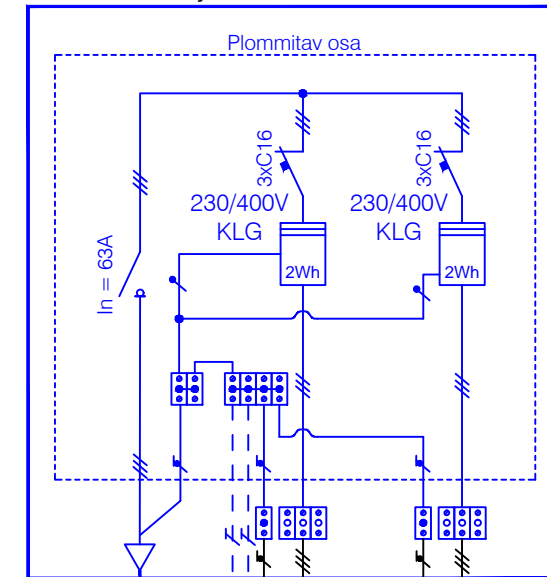 Plommitav osa
3xC16
3xC16
230/400V
KLG
230/400V
KLG
In = 63A
2Wh
2Wh